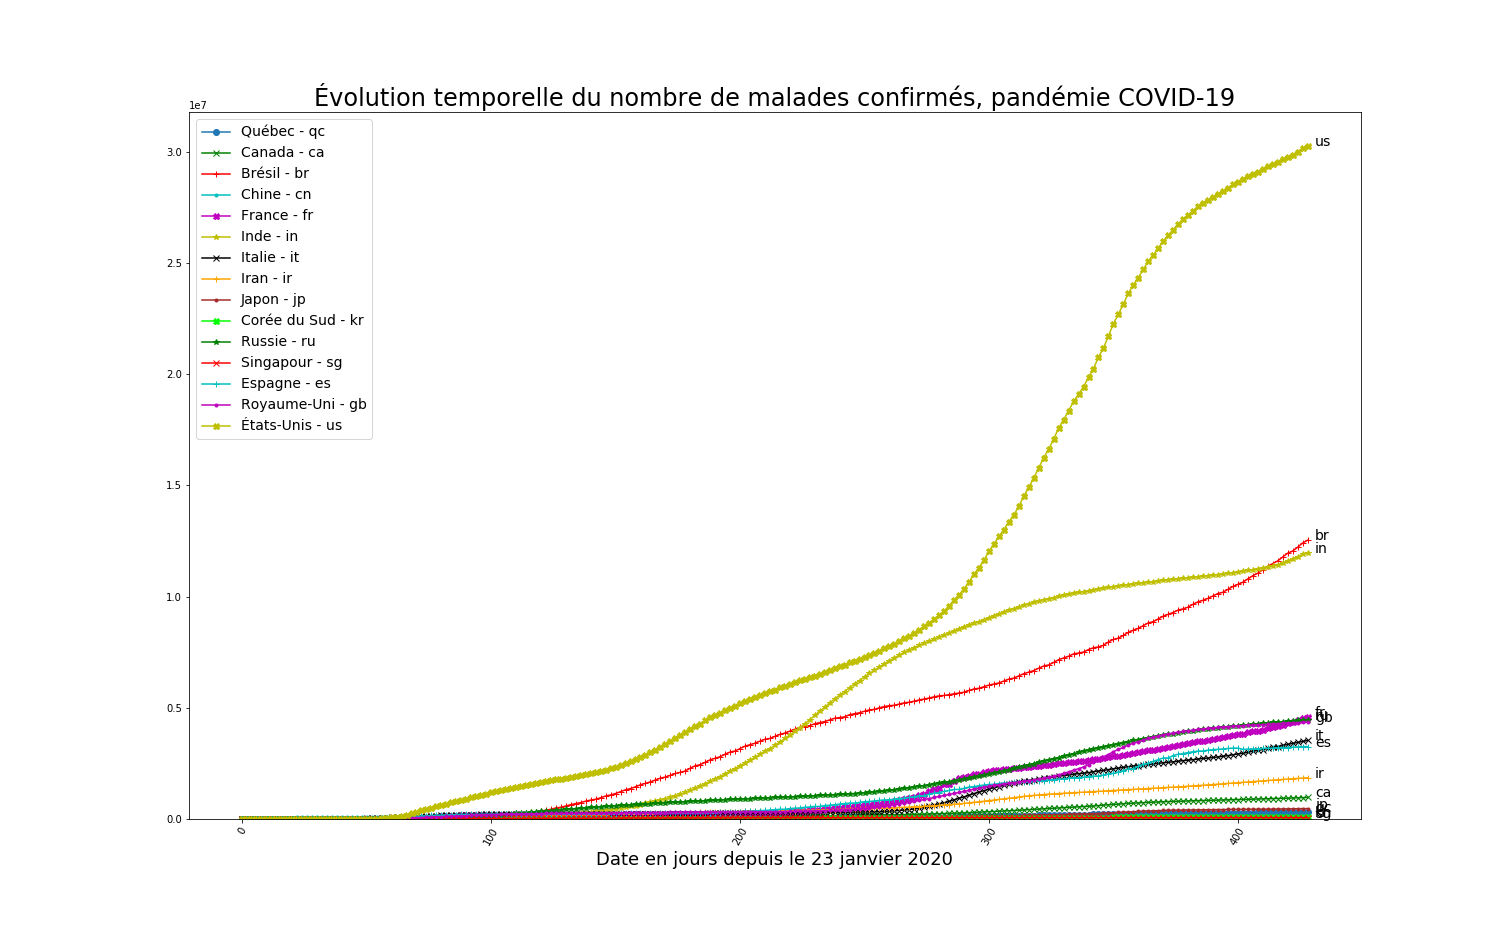 Évolution temporelle du nombre de malades confirmés, pandémie COVID-19
1e7
Québec - qc
Canada - ca
Brésil - br
Chine - cn
France - fr
Inde - in
Italie - it
Iran - ir
Japon - jp
Corée du Sud - kr
Russie - ru
Singapour - sg
Espagne - es
Royaume-Uni - gb
États-Unis - us
3.0
2.5
2.0
1.5
1.0
0.5
0.0
us
br
in
fr
gb
it
es
ir
ca
jp
qc
sg
0
100
200
300
400
Date en jours depuis le 23 janvier 2020